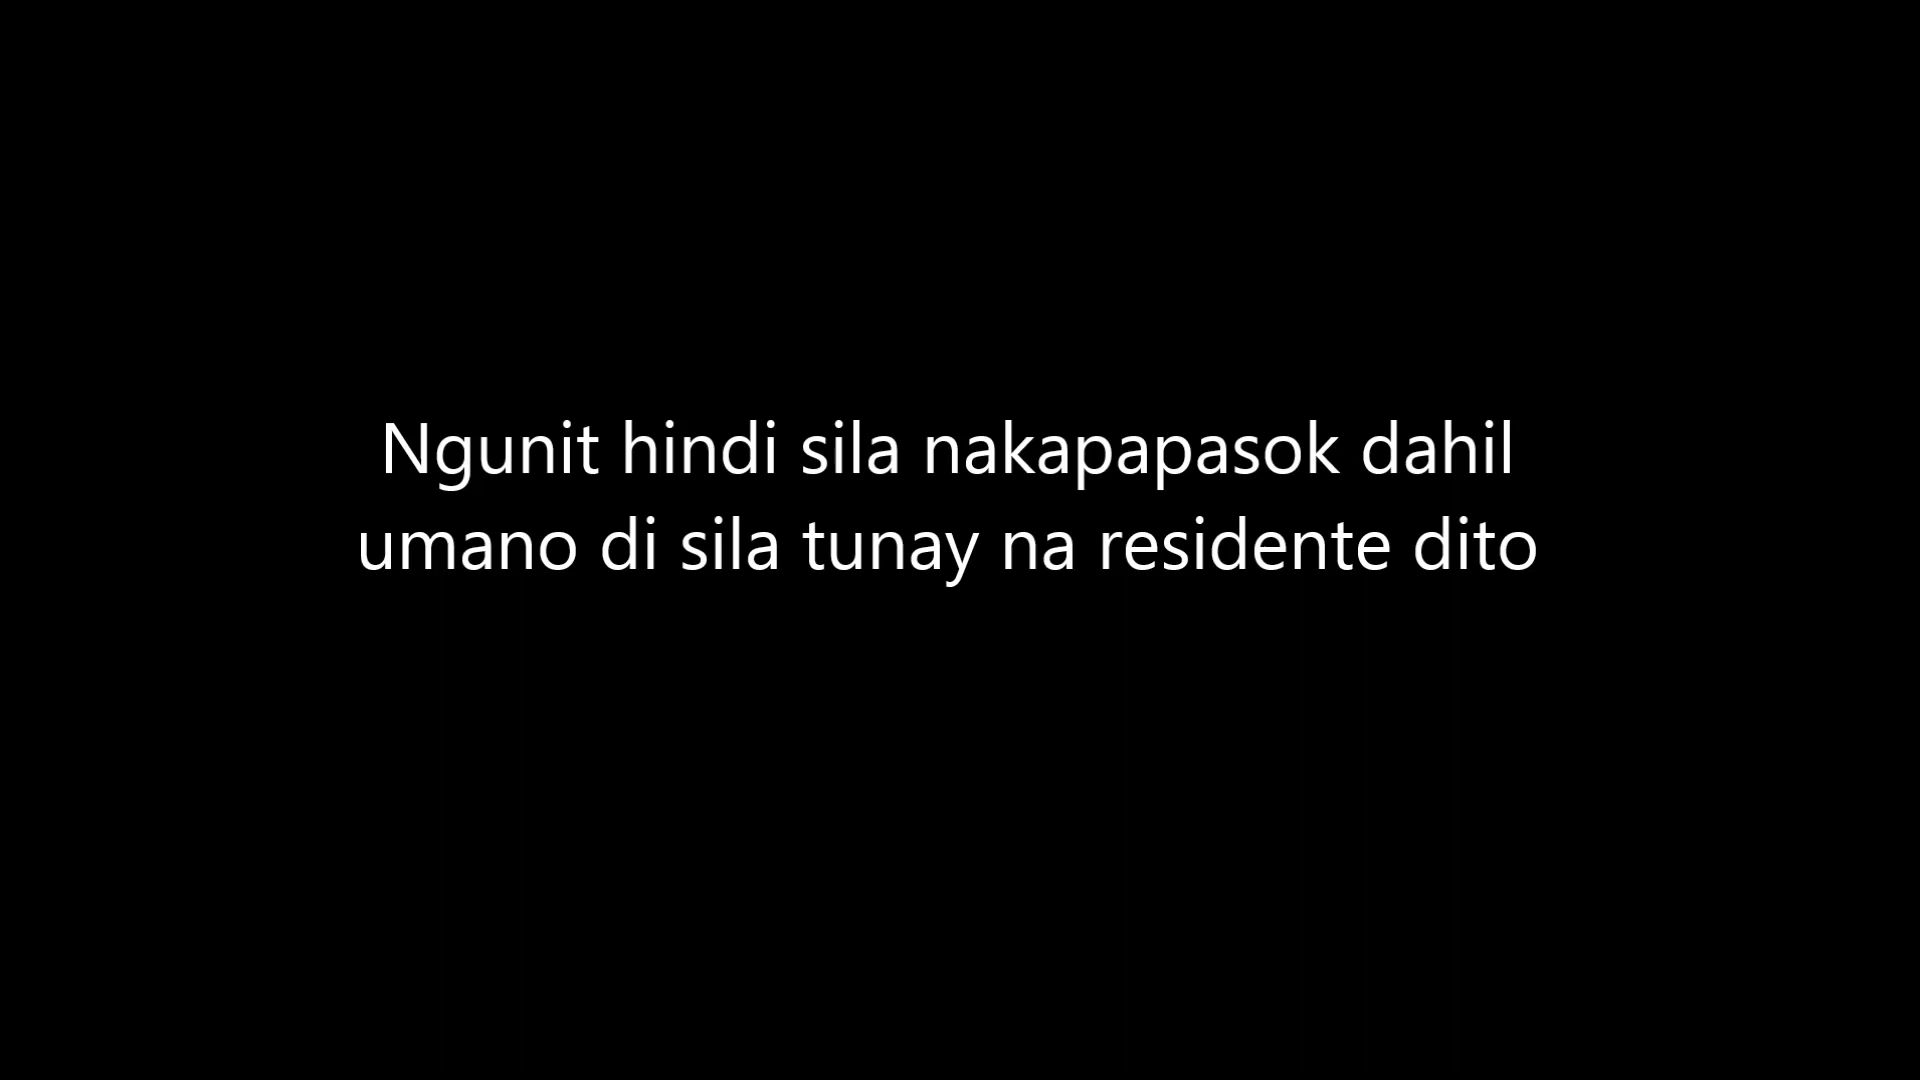 Ngunit hindi sila nakapapasok dahil
umano di sila tunay na residente dito